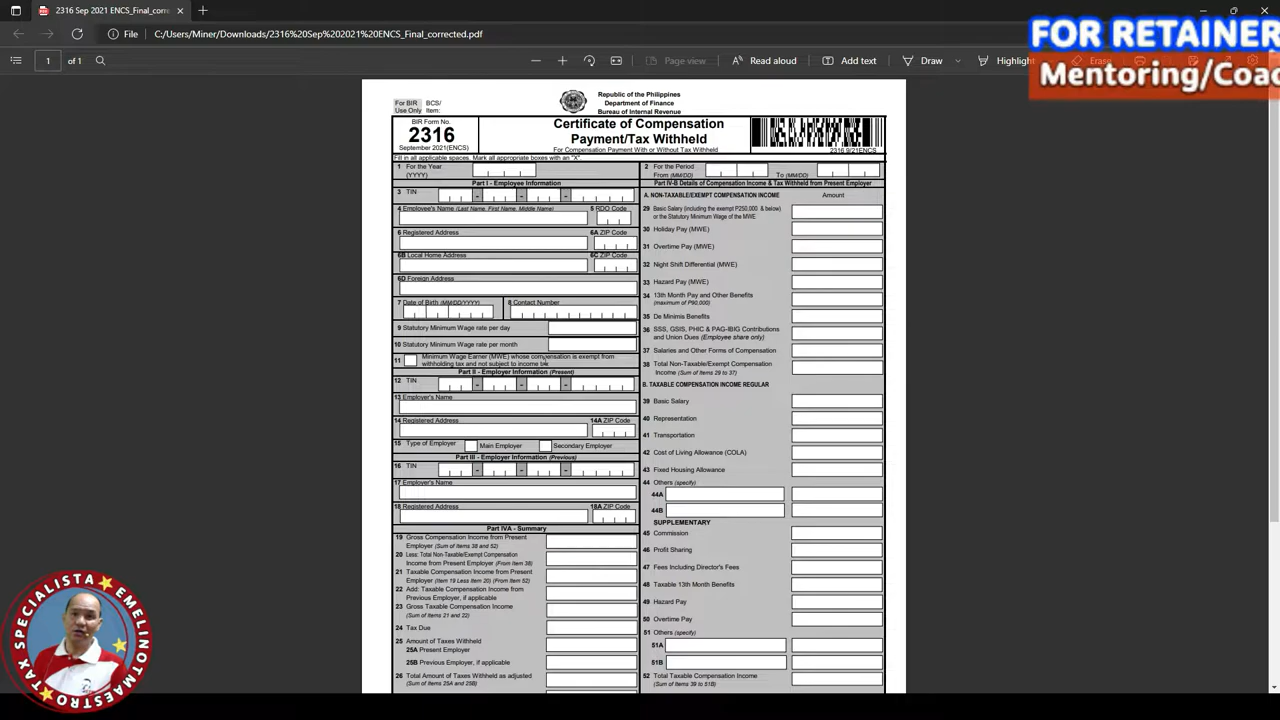 2316 Sep 2021 ENCS_Final_correc
File
C:/Users/Miner/Downloads/2316%20Sep%202021%20ENCS_Final_corrected.pdf
FOR RETAINER
Mentoring/Coac
1 of 1
Page view
Read aloud
Add text
Draw
Highlight
Erase
For BIR Use Only
BCS/ Item:
Republic of the Philippines
Department of Finance
Bureau of Internal Revenue
BIR Form No.
2316
September 2021(ENCS)
Certificate of Compensation
Payment/Tax Withheld
For Compensation Payment With or Without Tax Withheld
2316 9/21ENCS
Fill in all applicable spaces. Mark all appropriate boxes with an "X".
1 For the Year
(YYYY)
2 For the Period
From (MM/DD) To (MM/DD)
Part I - Employee Information
3 TIN
4 Employee's Name (Last Name, First Name, Middle Name)
5 RDO Code
6 Registered Address
6A ZIP Code
6B Local Home Address
6C ZIP Code
6D Foreign Address
7 Date of Birth (MM/DD/YYYY)
8 Contact Number
9 Statutory Minimum Wage rate per day
10 Statutory Minimum Wage rate per month
11 Minimum Wage Earner (MWE) whose compensation is exempt from
withholding tax and not subject to income tax
Part II - Employer Information (Present)
12 TIN
13 Employer's Name
14 Registered Address
14A ZIP Code
15 Type of Employer Main Employer Secondary Employer
Part III - Employer Information (Previous)
16 TIN
17 Employer's Name
18 Registered Address
18A ZIP Code
Part IVA - Summary
19 Gross Compensation Income from Present
Employer (Sum of Items 38 and 52)
20 Less: Total Non-Taxable/Exempt Compensation
Income from Present Employer (From Item 38)
21 Taxable Compensation Income from Present
Employer (Item 19 Less Item 20) (From Item 52)
22 Add: Taxable Compensation Income from
Previous Employer, if applicable
23 Gross Taxable Compensation Income
(Sum of Items 21 and 22)
24 Tax Due
25 Amount of Taxes Withheld
25A Present Employer
25B Previous Employer, if applicable
26 Total Amount of Taxes Withheld as adjusted
(Sum of Items 25A and 25B)
Part IV-B Details of Compensation Income & Tax Withheld from Present Employer
A. NON-TAXABLE/EXEMPT COMPENSATION INCOME Amount
29 Basic Salary (including the exempt P250,000 & below)
or the Statutory Minimum Wage of the MWE
30 Holiday Pay (MWE)
31 Overtime Pay (MWE)
32 Night Shift Differential (MWE)
33 Hazard Pay (MWE)
34 13th Month Pay and Other Benefits
(maximum of P90,000)
35 De Minimis Benefits
36 SSS, GSIS, PHIC & PAG-IBIG Contributions
and Union Dues (Employee share only)
37 Salaries and Other Forms of Compensation
38 Total Non-Taxable/Exempt Compensation
Income (Sum of Items 29 to 37)
B. TAXABLE COMPENSATION INCOME REGULAR
39 Basic Salary
40 Representation
41 Transportation
42 Cost of Living Allowance (COLA)
43 Fixed Housing Allowance
44 Others (specify)
44A
44B
SUPPLEMENTARY
45 Commission
46 Profit Sharing
47 Fees Including Director's Fees
48 Taxable 13th Month Benefits
49 Hazard Pay
50 Overtime Pay
51 Others (specify)
51A
51B
52 Total Taxable Compensation Income
(Sum of Items 39 to 51B)
TAX SPECIALISTA EMELINOTMAESTRO